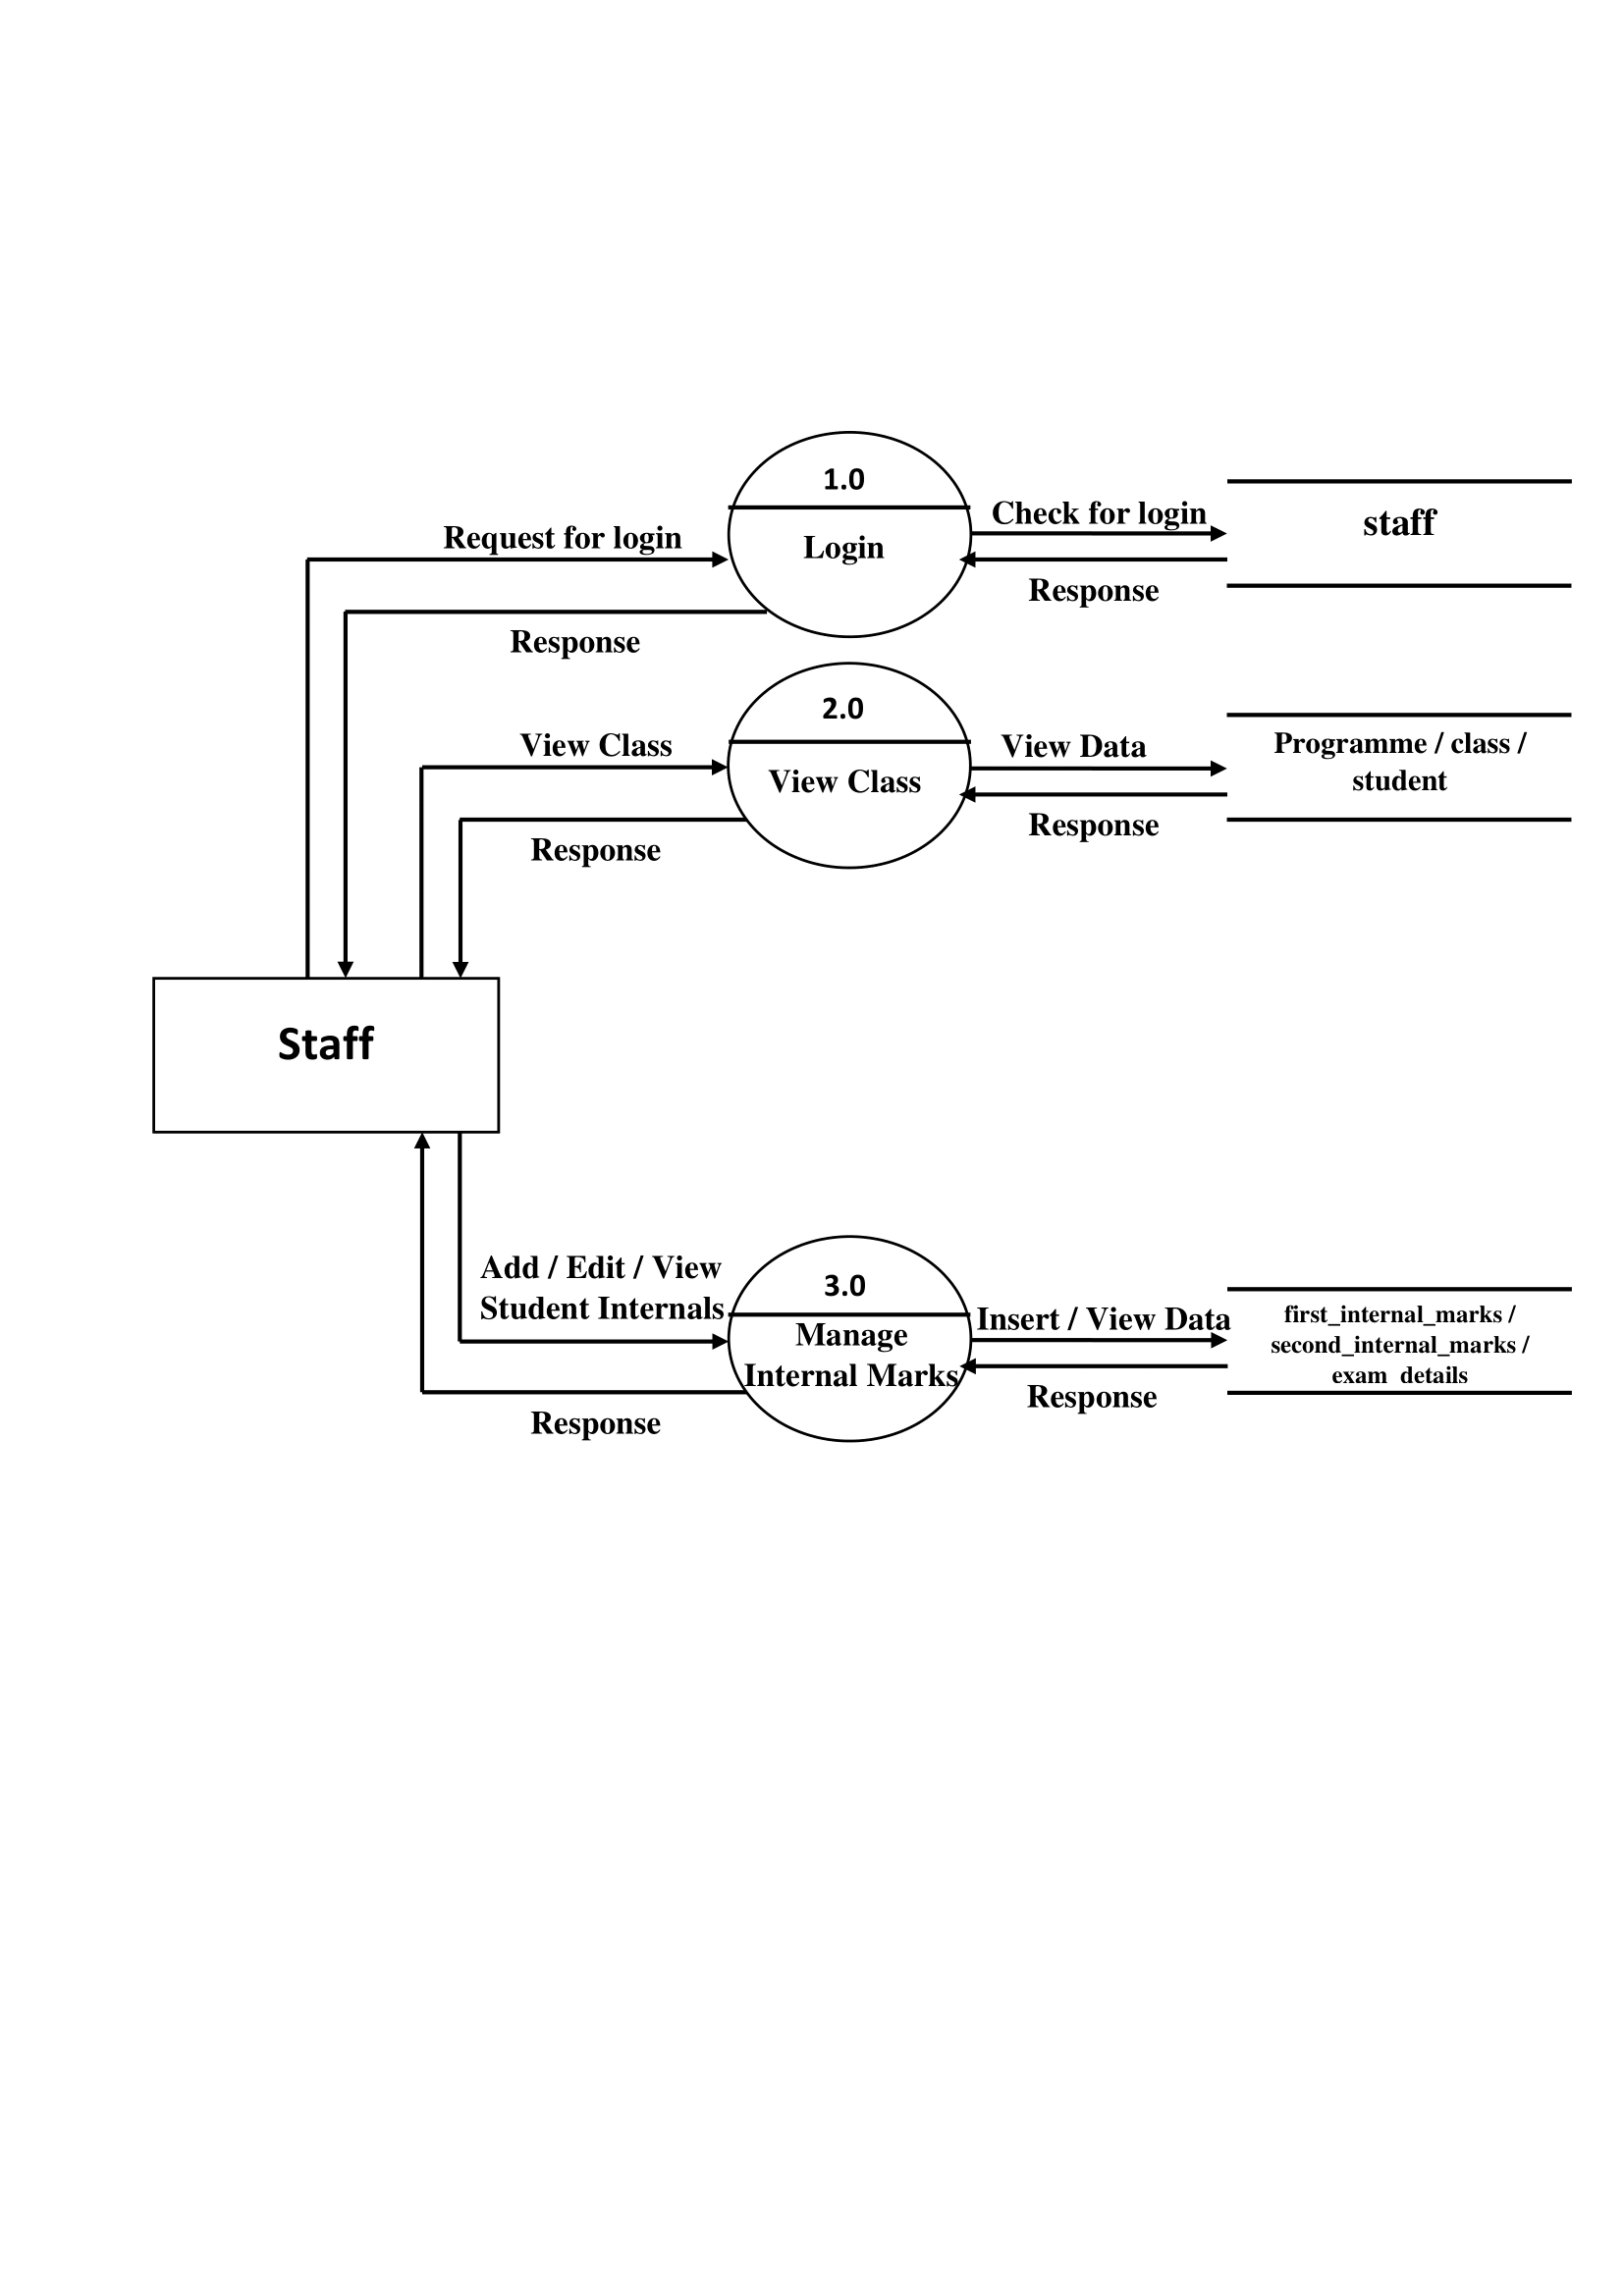 1.0
Login
Request for login
Response
Check for login
Response
staff
2.0
View Class
View Class
Response
View Data
Response
Programme / class /
student
Staff
Add / Edit / View
Student Internals
Response
3.0
Manage
Internal Marks
Insert / View Data
Response
first_internal_marks /
second_internal_marks /
exam  details